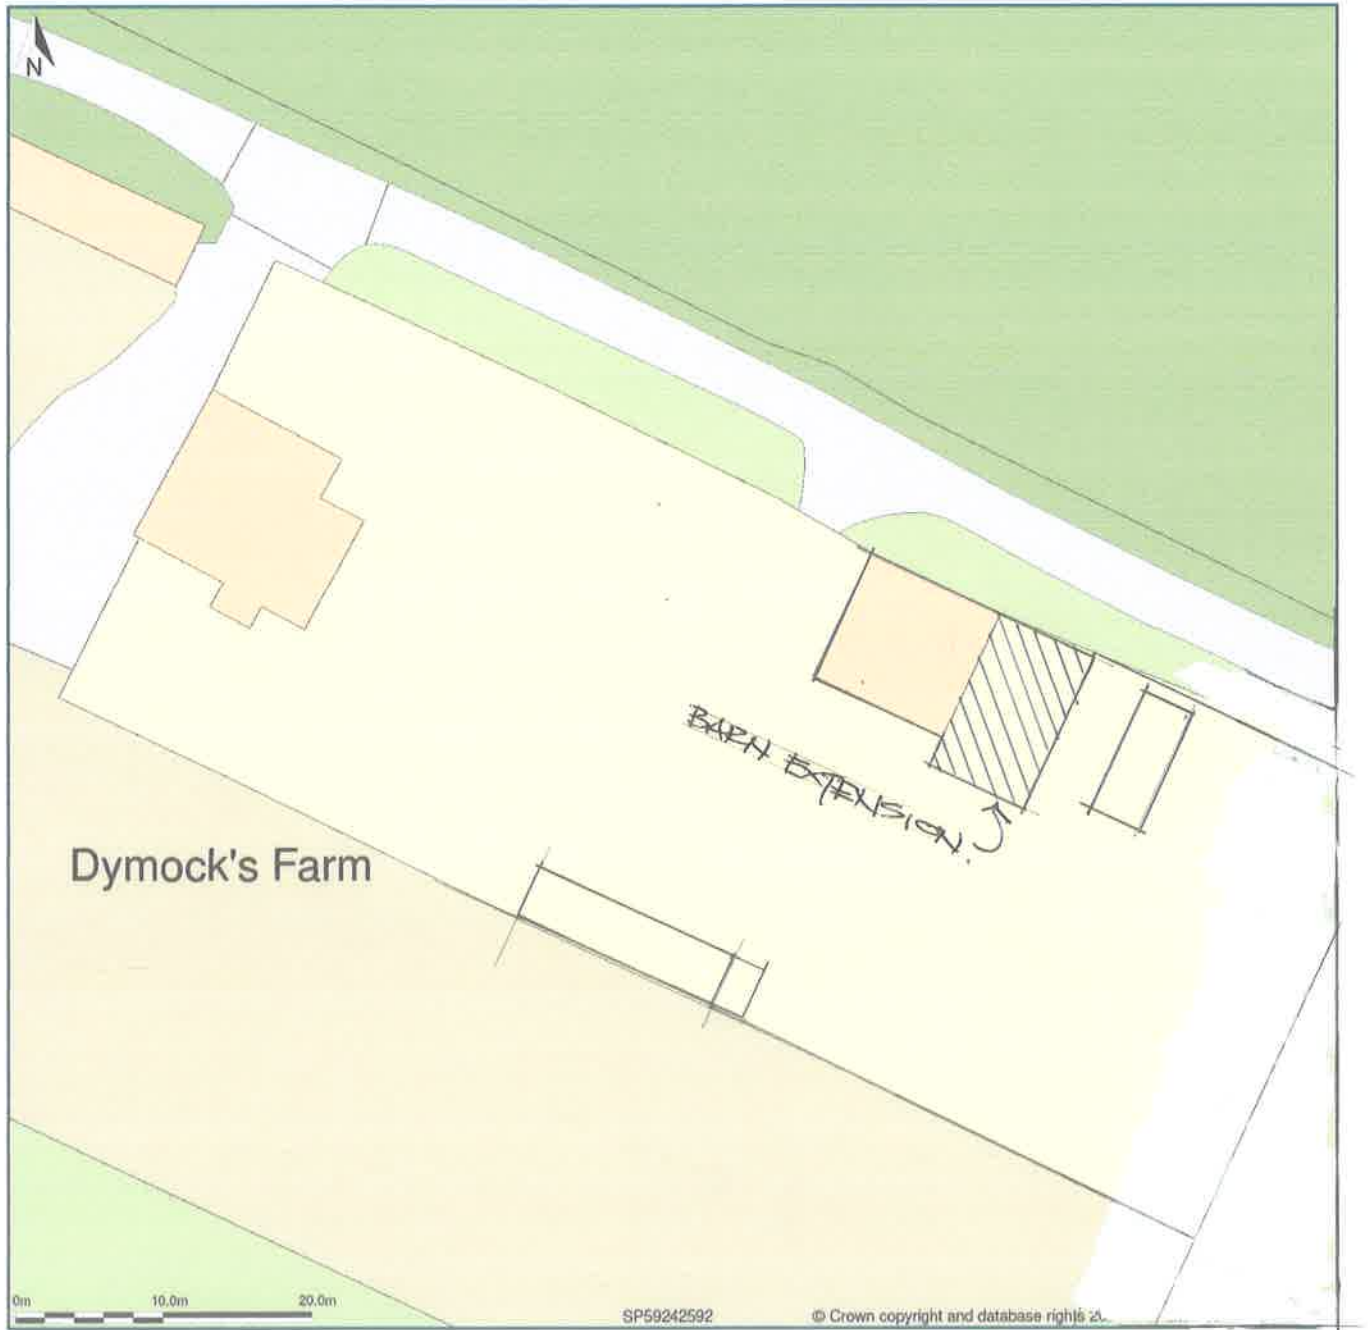 N
BARN EXTENSION.
Dymock's Farm
0m 10.0m 20.0m
SP59242592 © Crown copyright and database rights